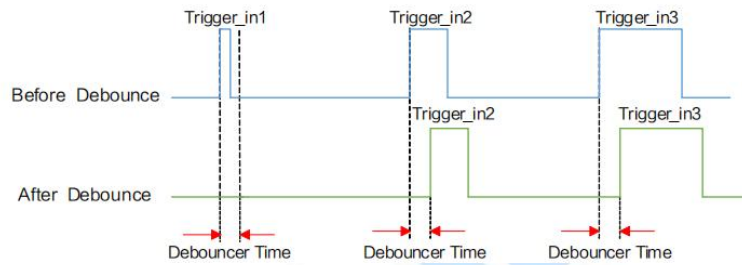 Trigger_in1 Trigger_in2 Trigger_in3
Before Debounce
Trigger_in2 Trigger_in3
After Debounce
Debouncer Time Debouncer Time Debouncer Time